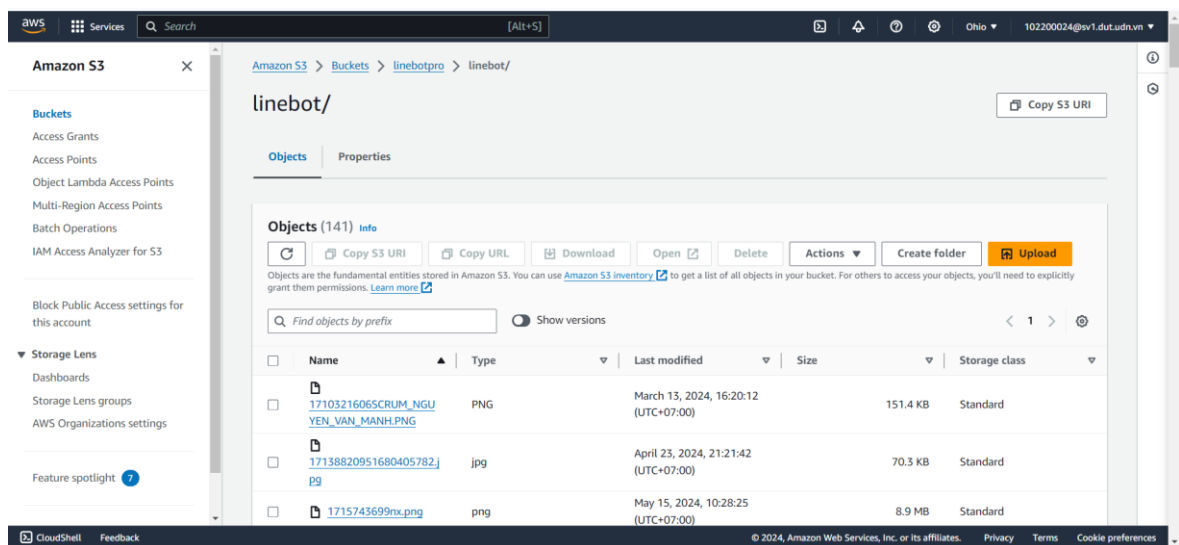 aws Services Search [Alt+S] Ohio ▼ 102200024@sv1.dut.udn.vn ▼
Amazon S3
Buckets
Access Grants
Access Points
Object Lambda Access Points
Multi-Region Access Points
Batch Operations
IAM Access Analyzer for S3
Block Public Access settings for
this account
▼ Storage Lens
Dashboards
Storage Lens groups
AWS Organizations settings
Feature spotlight 7
Amazon S3 > Buckets > linebotpro > linebot/
linebot/
Copy S3 URI
Objects Properties
Objects (141) Info
Copy S3 URI Copy URL Download Open Delete Actions ▼ Create folder Upload
Objects are the fundamental entities stored in Amazon S3. You can use Amazon S3 inventory to get a list of all objects in your bucket. For others to access your objects, you'll need to explicitly
grant them permissions. Learn more
Find objects by prefix Show versions < 1 >
Name Type Last modified Size Storage class
1710321606SCRUM_NGU
YEN_VAN_MANH.PNG
PNG
March 13, 2024, 16:20:12
(UTC+07:00)
151.4 KB
Standard
17138820951680405782.j
pg
jpg
April 23, 2024, 21:21:42
(UTC+07:00)
70.3 KB
Standard
1715743699nx.png
png
May 15, 2024, 10:28:25
(UTC+07:00)
8.9 MB
Standard
CloudShell Feedback © 2024, Amazon Web Services, Inc. or its affiliates. Privacy Terms Cookie preferences